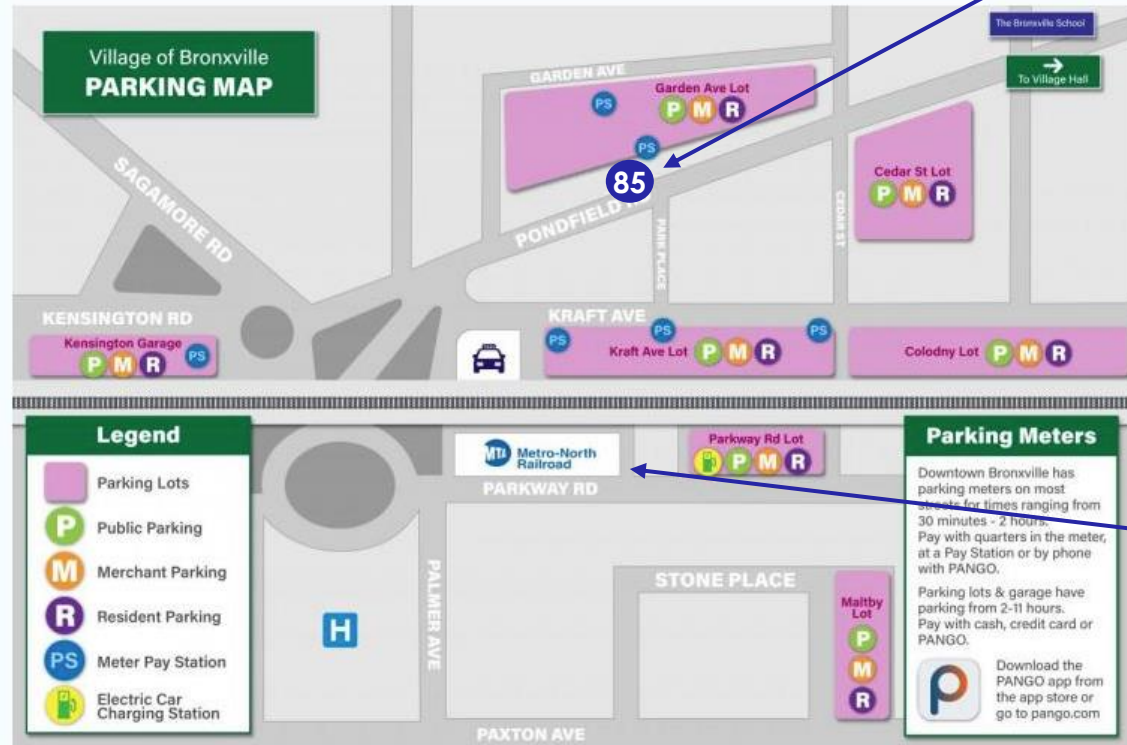 Village of Bronxville
PARKING MAP
The Bronxville School
→
To Village Hall
GARDEN AVE
Garden Ave Lot
PS
P M R
PS
85
Cedar St Lot
P M R
SAGAMORE RD
PONDFIELD
PARK PLACE
CEDAR ST
KENSINGTON RD
KRAFT AVE
Kensington Garage
P M R PS
TAXI
PS
PS
PS
Kraft Ave Lot P M R
Colodny Lot P M R
Legend
Parking Lots
P Public Parking
M Merchant Parking
R Resident Parking
PS Meter Pay Station
Electric Car
Charging Station
MTA Metro-North
Railroad
Parkway Rd Lot
P M R
PARKWAY RD
PALMER AVE
H
STONE PLACE
Maltby
Lot
P
M
R
PAXTON AVE
Parking Meters
Downtown Bronxville has
parking meters on most
streets for times ranging from
30 minutes - 2 hours.
Pay with quarters in the meter,
at a Pay Station or by phone
with PANGO.
Parking lots & garage have
parking from 2-11 hours.
Pay with cash, credit card or
PANGO.
Download the
PANGO app from
the app store or
go to pango.com